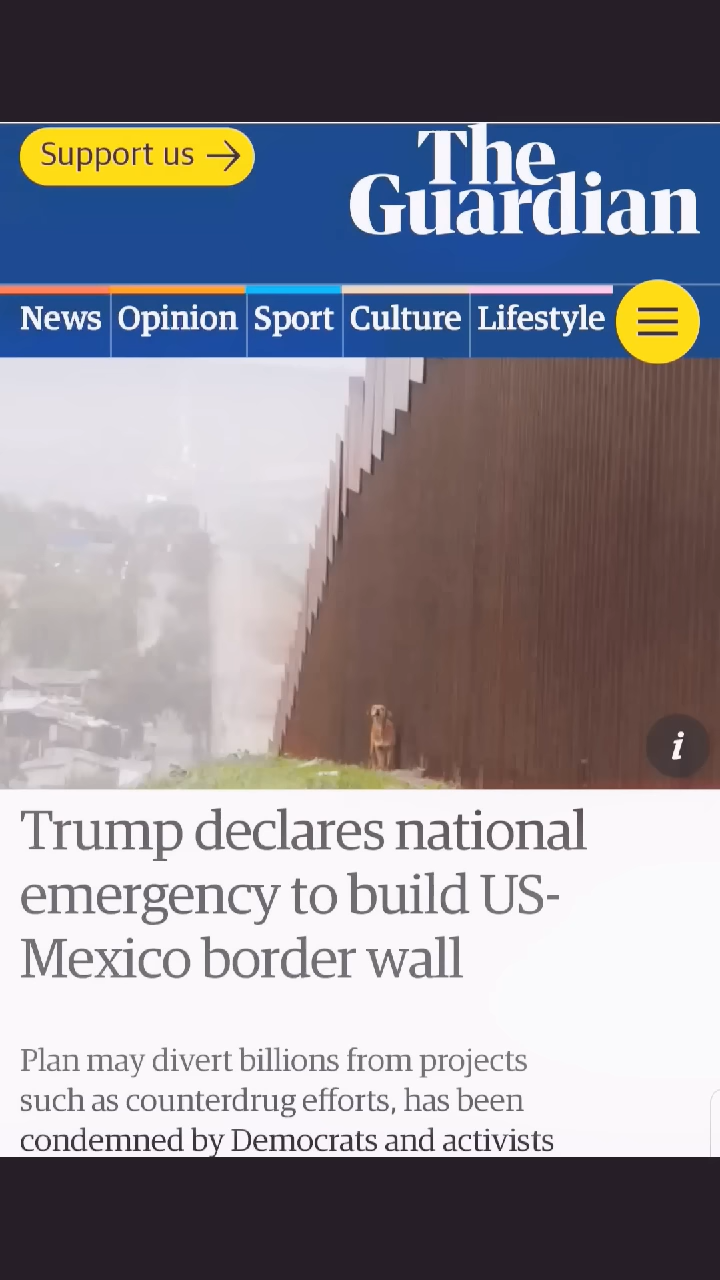 Support us →
The
Guardian
News Opinion Sport Culture Lifestyle
i
Trump declares national
emergency to build US-
Mexico border wall
Plan may divert billions from projects
such as counterdrug efforts, has been
condemned by Democrats and activists